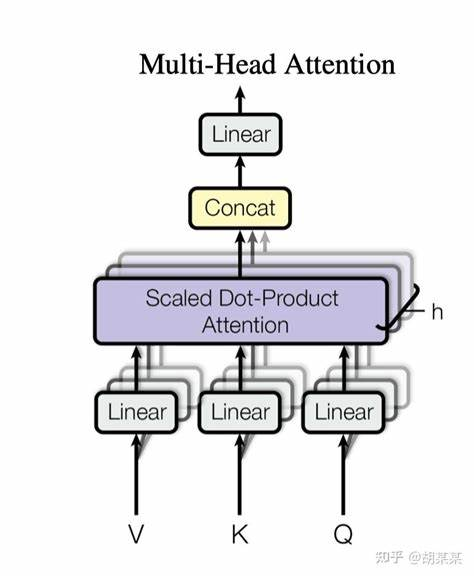 Multi-Head Attention
Linear
Concat
Scaled Dot-Product
Attention
h
Linear
Linear
Linear
V
K
Q
知乎 @胡某某